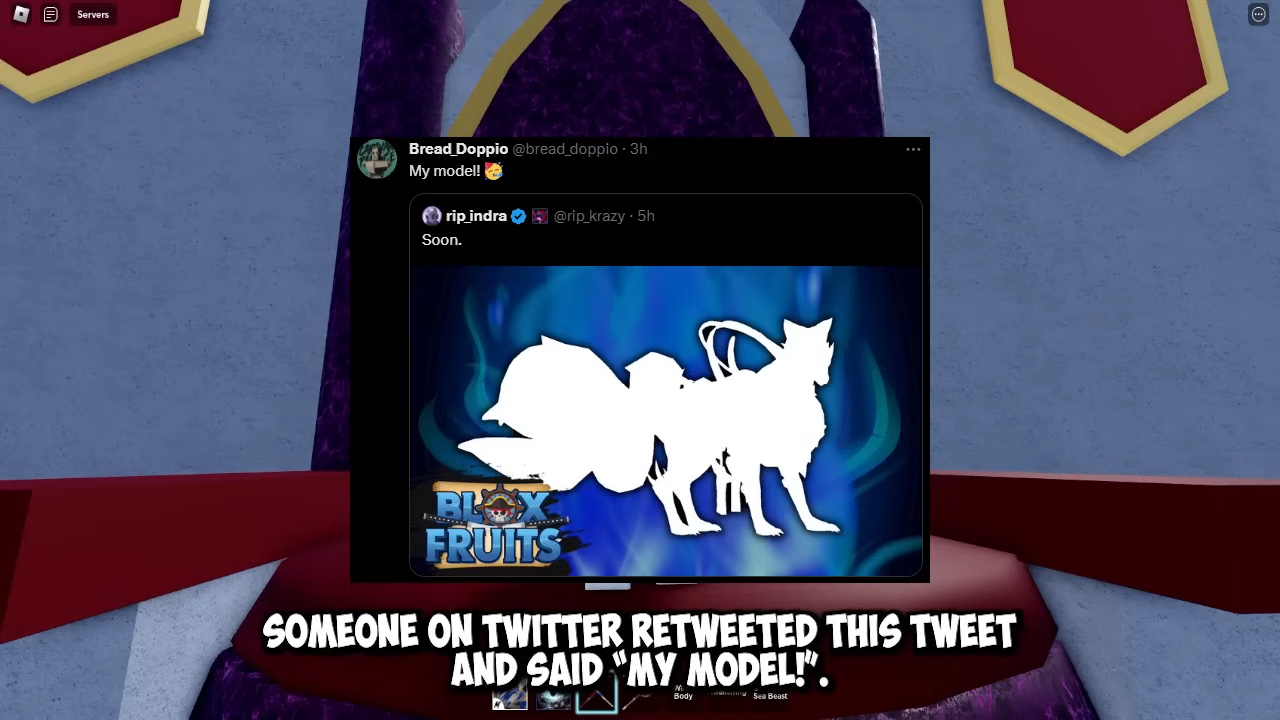 Servers
Bread_Doppio @bread_doppio · 3h
My model! 🥳
rip_indra @rip_krazy · 5h
Soon.
BLOX
FRUITS
SOMEONE ON TWITTER RETWEETED THIS TWEET
AND SAID "MY MODEL!".
Body
Sea Beast